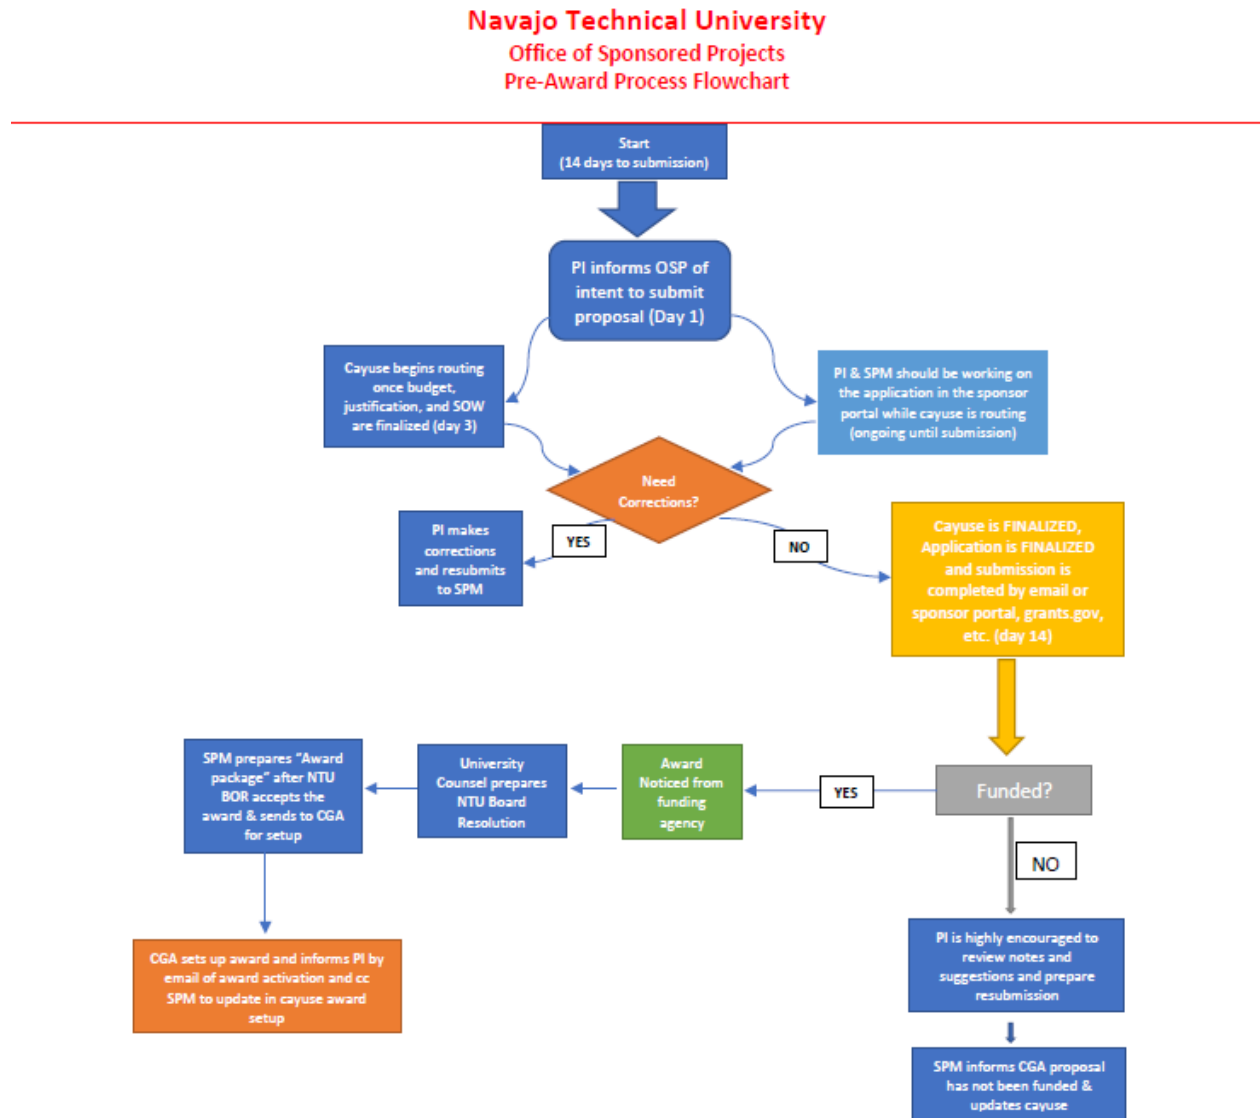 Navajo Technical University
Office of Sponsored Projects
Pre-Award Process Flowchart
Start
(14 days to submission)
PI informs OSP of
intent to submit
proposal (Day 1)
Cayuse begins routing
once budget,
justification, and SOW
are finalized (day 3)
PI & SPM should be working on
the application in the sponsor
portal while cayuse is routing
(ongoing until submission)
Need
Corrections?
YES
NO
PI makes
corrections
and resubmits
to SPM
Cayuse is FINALIZED,
Application is FINALIZED
and submission is
completed by email or
sponsor portal, grants.gov,
etc. (day 14)
Funded?
YES
Award
Noticed from
funding
agency
University
Counsel prepares
NTU Board
Resolution
SPM prepares “Award
package” after NTU
BOR accepts the
award & sends to CGA
for setup
CGA sets up award and informs PI by
email of award activation and cc
SPM to update in cayuse award
setup
NO
PI is highly encouraged to
review notes and
suggestions and prepare
resubmission
SPM informs CGA proposal
has not been funded &
updates cayuse